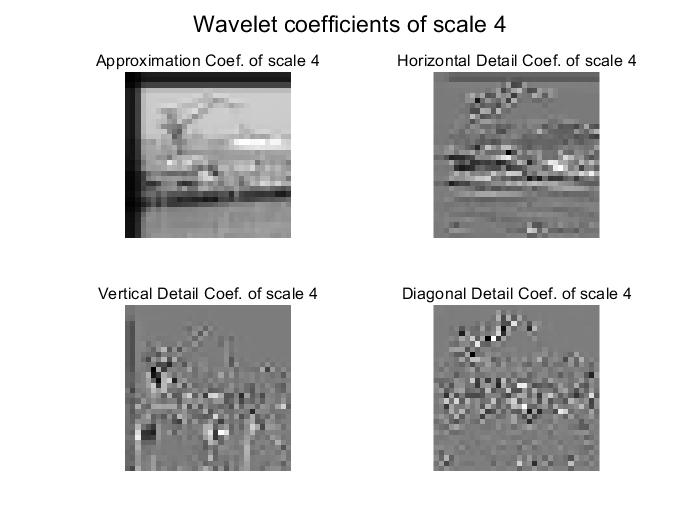 Wavelet coefficients of scale 4
Approximation Coef. of scale 4
Horizontal Detail Coef. of scale 4
Vertical Detail Coef. of scale 4
Diagonal Detail Coef. of scale 4